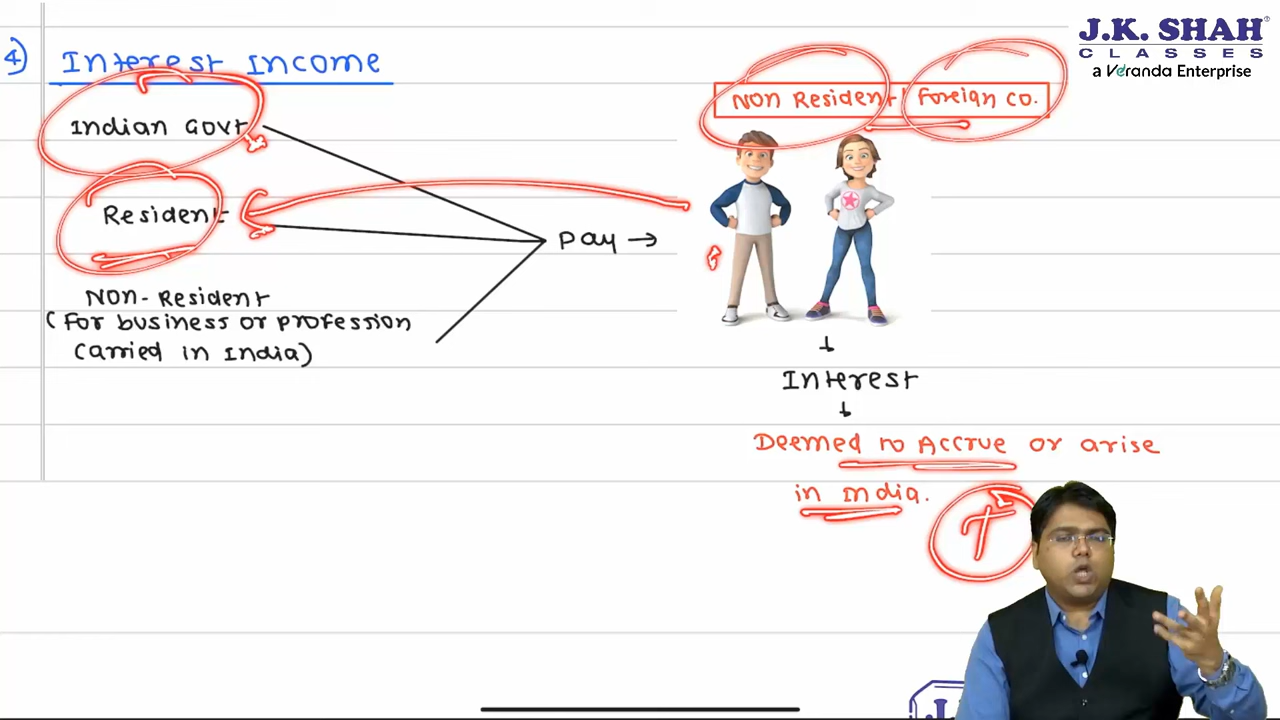 J.K. SHAH®
CLASSES
a Veranda Enterprise
4) Interest Income
Non Resident | Foreign Co.
Indian Govt
Resident
Pay →
Non-Resident
(For business or profession
carried in India)
Interest
Deemed to Accrue or arise
in India.
T